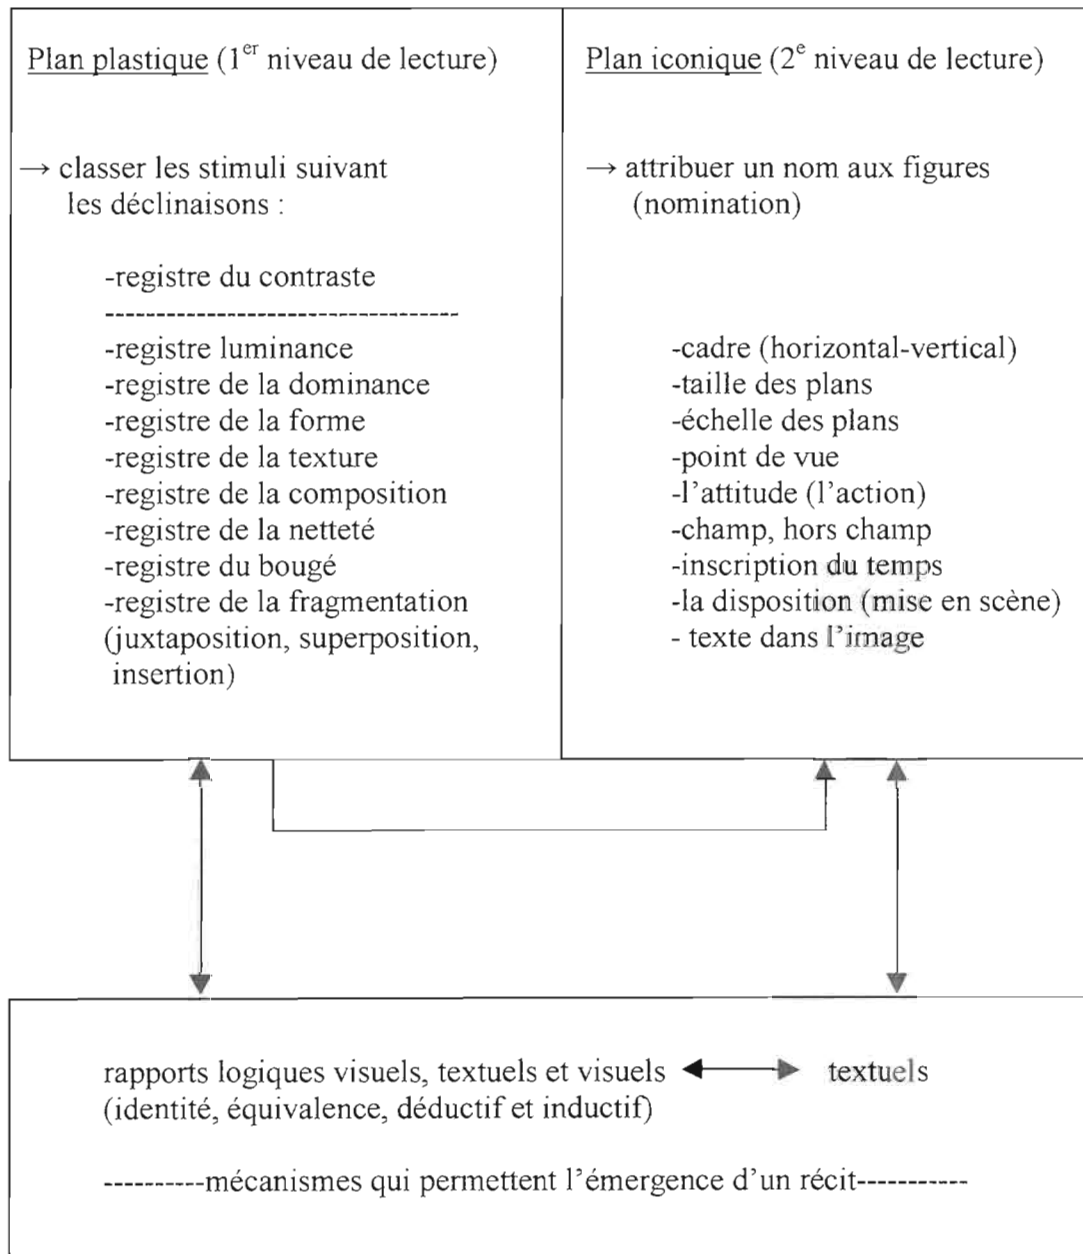 Plan plastique (1er niveau de lecture)
→ classer les stimuli suivant
les déclinaisons :
-registre du contraste
----------------------------------
-registre luminance
-registre de la dominance
-registre de la forme
-registre de la texture
-registre de la composition
-registre de la netteté
-registre du bougé
-registre de la fragmentation
(juxtaposition, superposition,
insertion)
Plan iconique (2e niveau de lecture)
→ attribuer un nom aux figures
(nomination)
-cadre (horizontal-vertical)
-taille des plans
-échelle des plans
-point de vue
-l'attitude (l'action)
-champ, hors champ
-inscription du temps
-la disposition (mise en scène)
- texte dans l'image
rapports logiques visuels, textuels et visuels ◄──► textuels
(identité, équivalence, déductif et inductif)
----------mécanismes qui permettent l'émergence d'un récit-----------